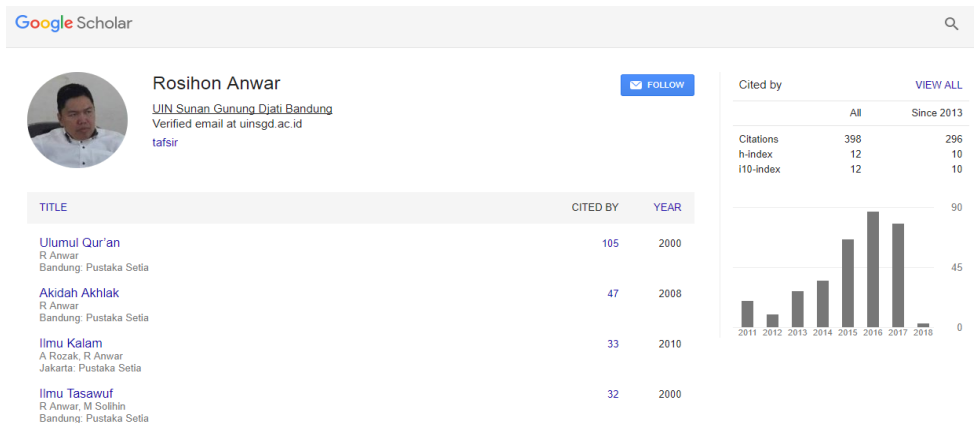 Google Scholar
Rosihon Anwar
FOLLOW
UIN Sunan Gunung Djati Bandung
Verified email at uinsgd.ac.id
tafsir
TITLE CITED BY YEAR
Ulumul Qur'an 105 2000
R Anwar
Bandung: Pustaka Setia
Akidah Akhlak 47 2008
R Anwar
Bandung: Pustaka Setia
Ilmu Kalam 33 2010
A Rozak, R Anwar
Jakarta: Pustaka Setia
Ilmu Tasawuf 32 2000
R Anwar, M Solihin
Bandung: Pustaka Setia
Cited by VIEW ALL
All Since 2013
Citations 398 296
h-index 12 10
i10-index 12 10
90
45
0
2011 2012 2013 2014 2015 2016 2017 2018